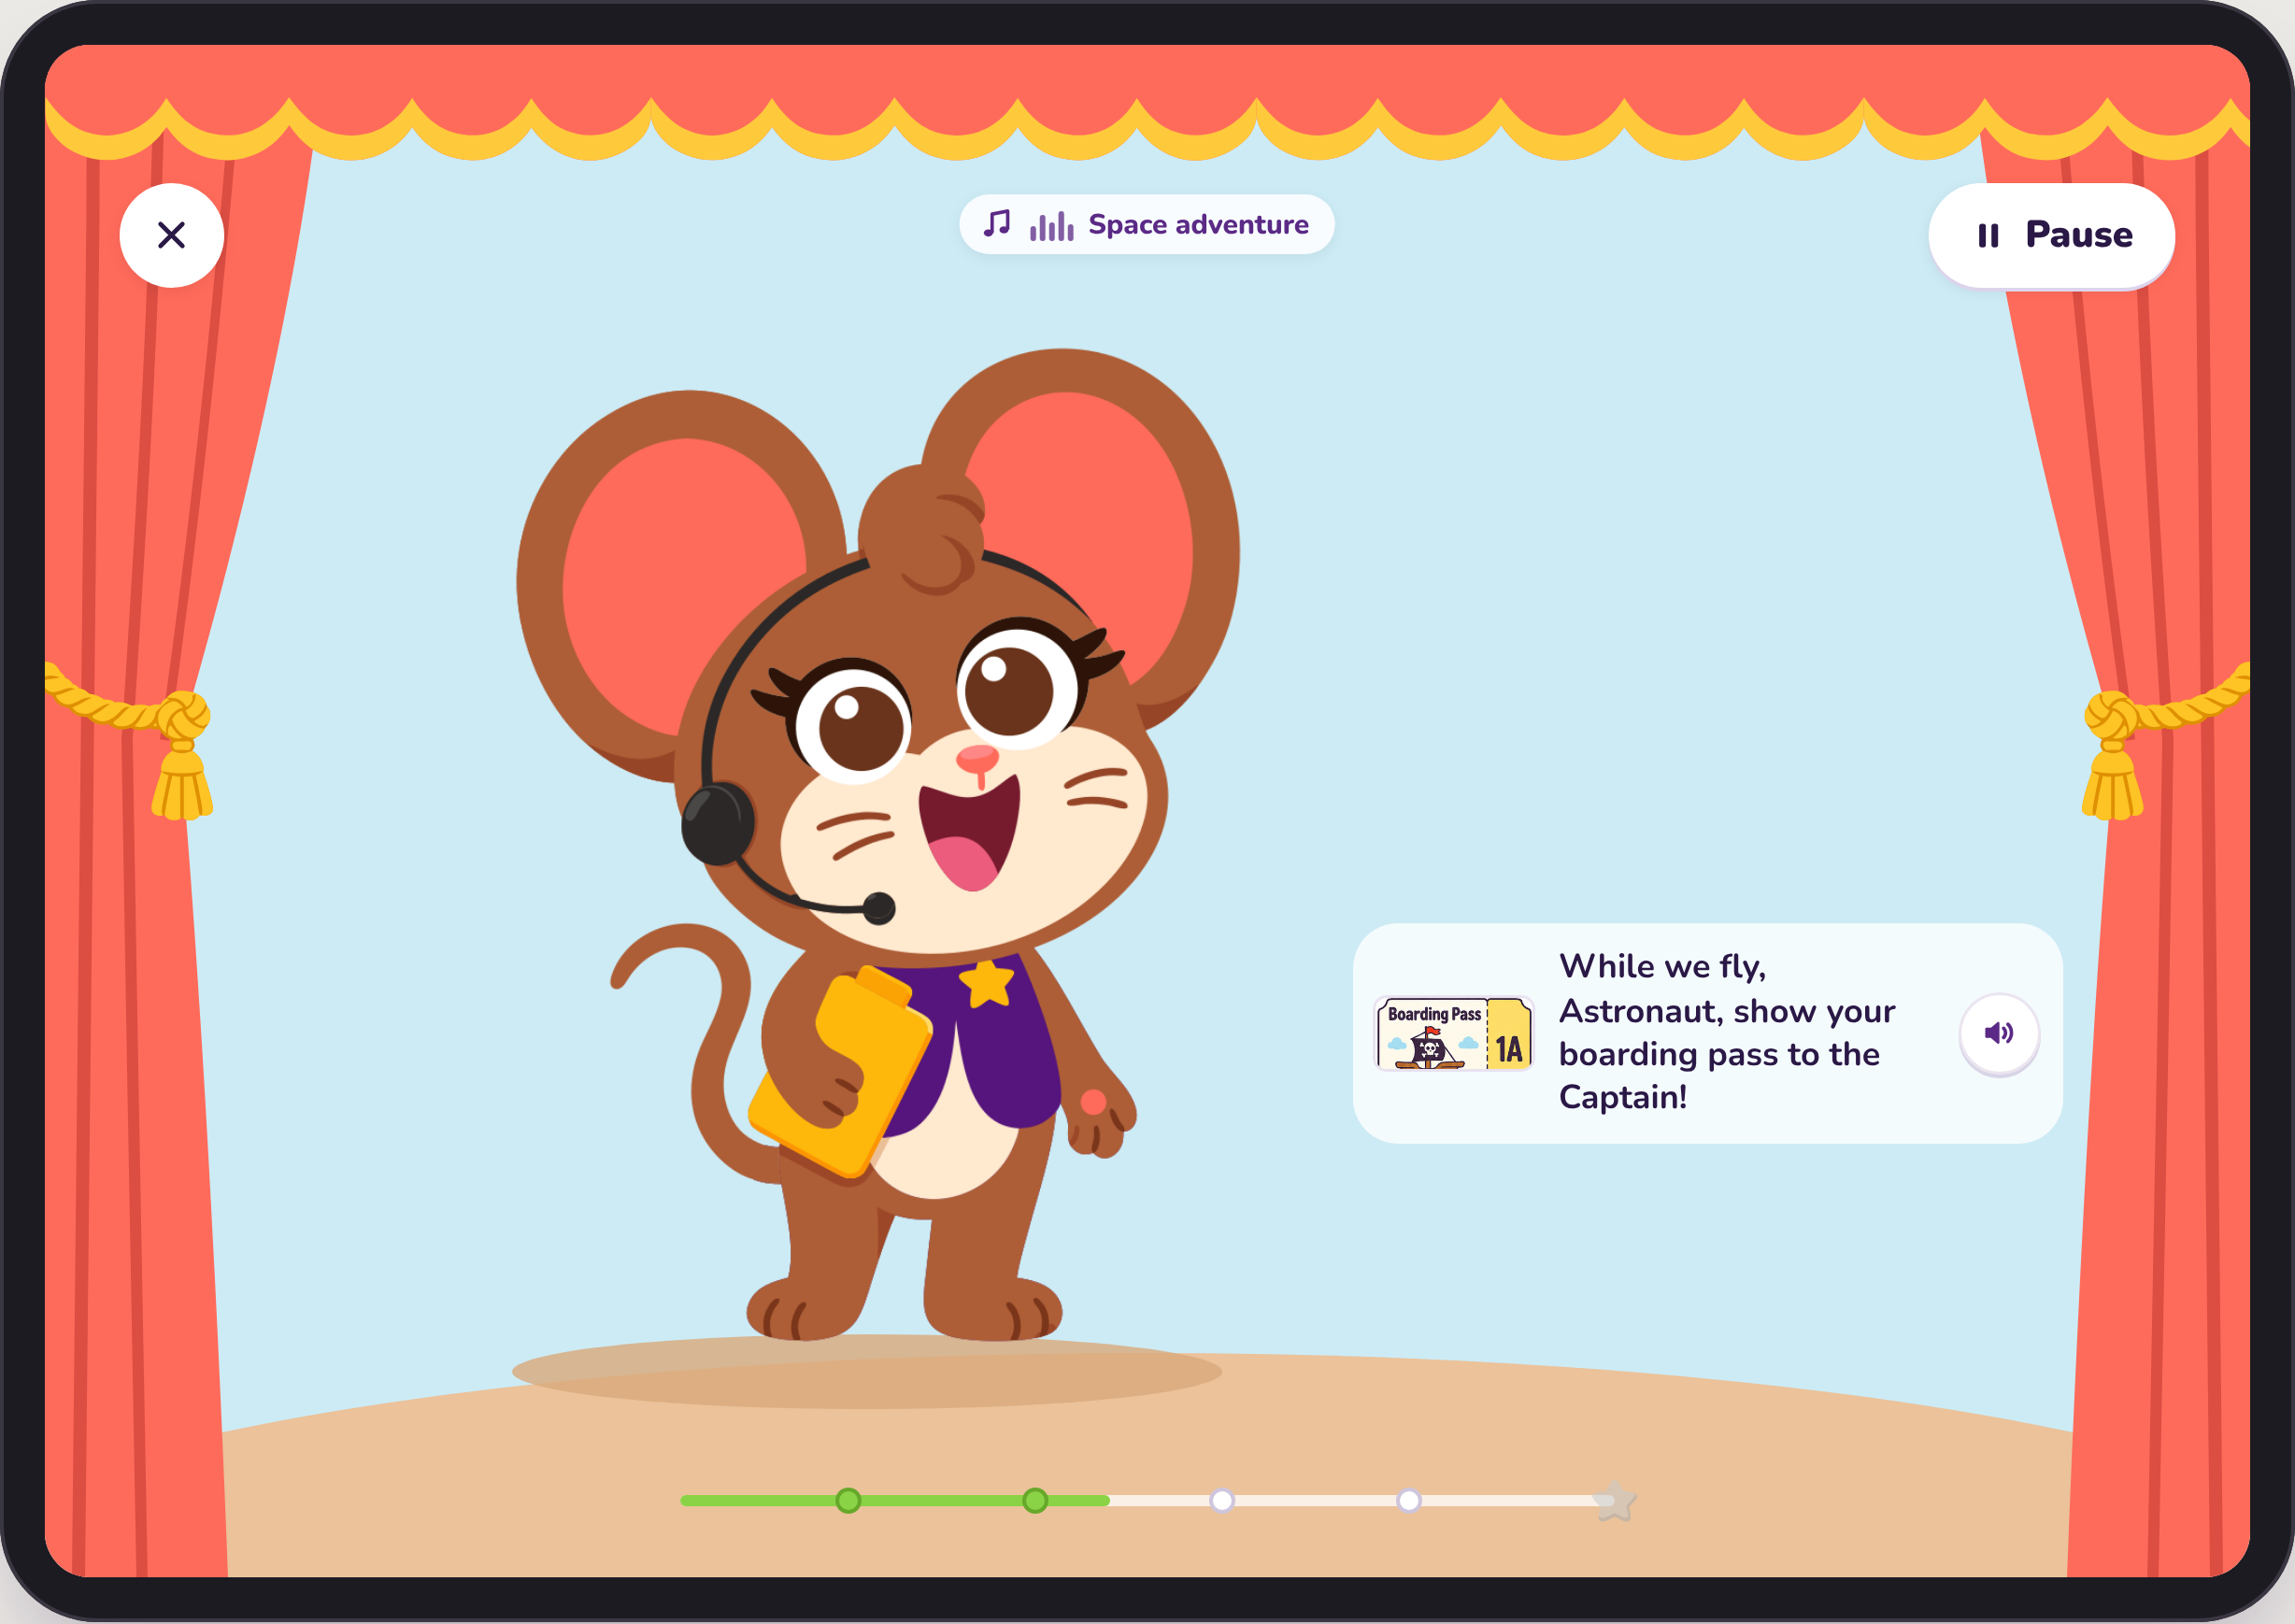 Space adventure
Pause
While we fly,
Astronaut, show your
boarding pass to the
Captain!
Boarding Pass
1A